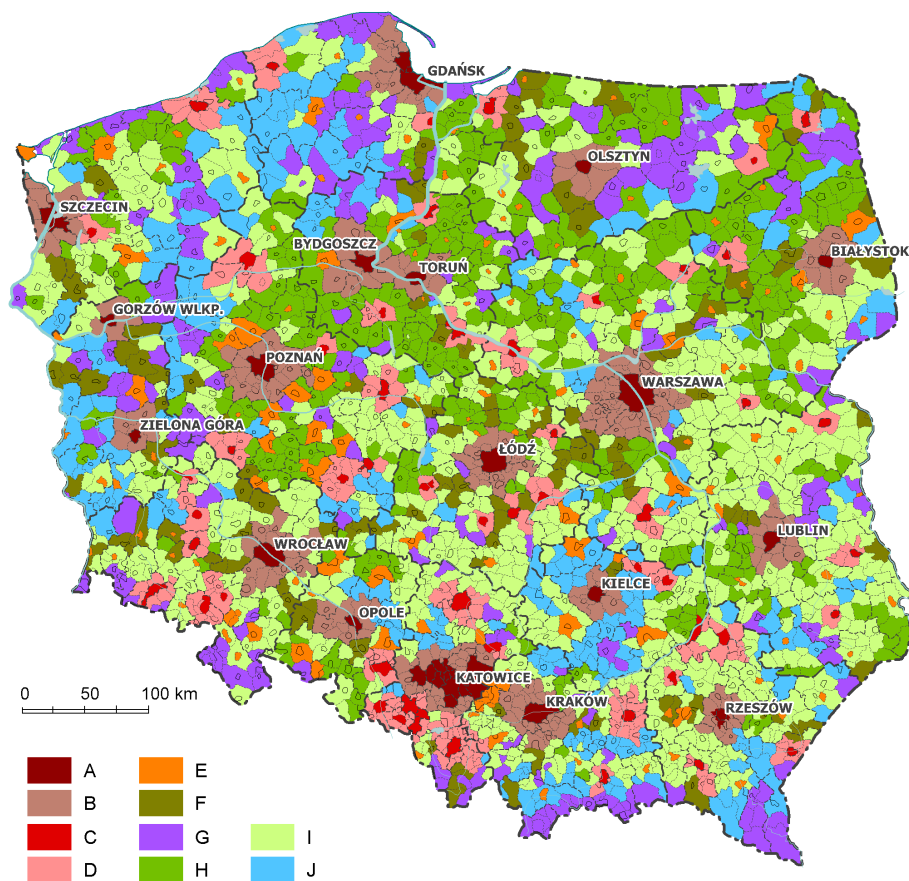 GDAŃSK
OLSZTYN
SZCZECIN
BYDGOSZCZ
BIAŁYSTOK
TORUŃ
GORZÓW WLKP.
POZNAŃ
WARSZAWA
ZIELONA GÓRA
ŁÓDŹ
LUBLIN
WROCŁAW
KIELCE
OPOLE
KATOWICE
KRAKÓW
RZESZÓW
0 50 100 km
A E
B F
C G I
D H J